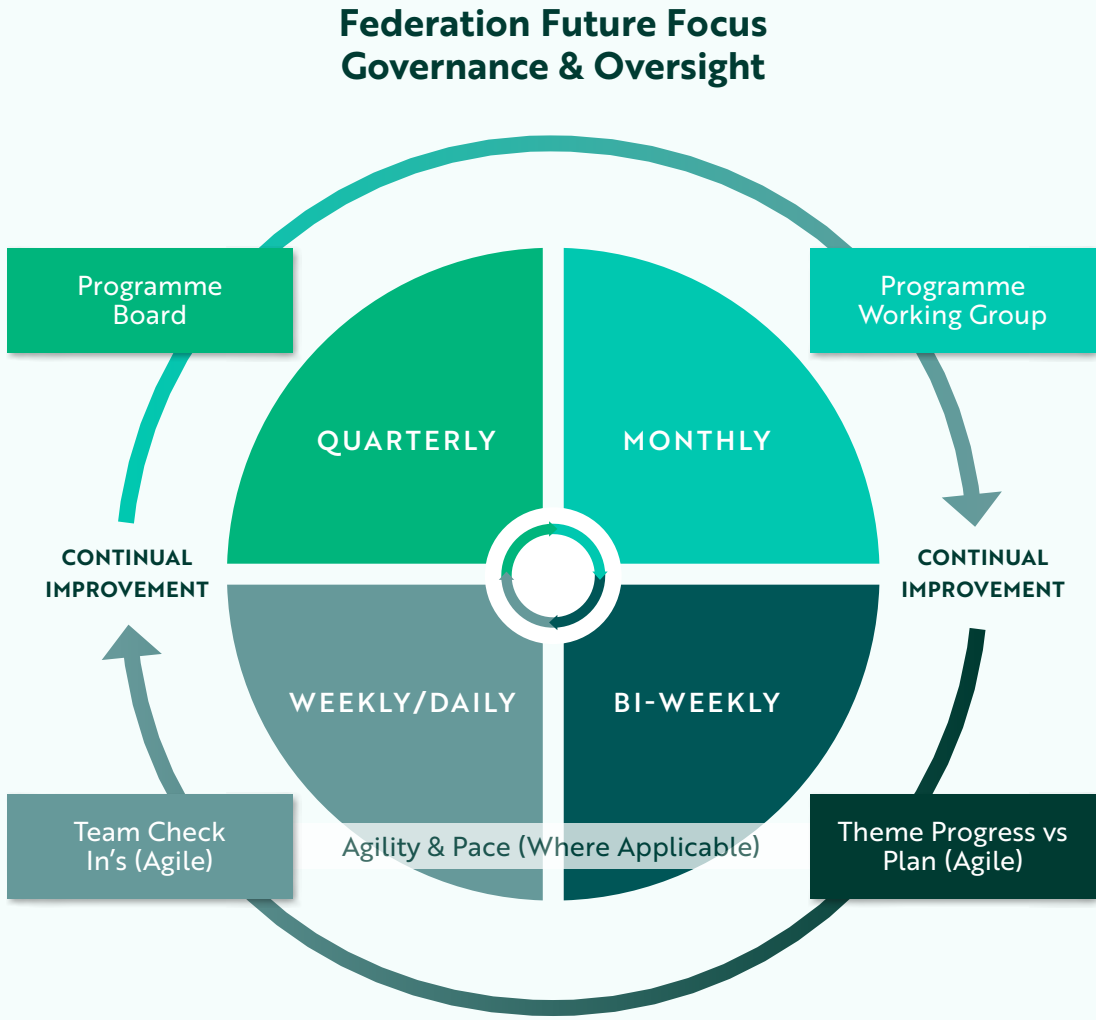 Federation Future Focus
Governance & Oversight
Programme
Board
Programme
Working Group
QUARTERLY
MONTHLY
CONTINUAL
IMPROVEMENT
CONTINUAL
IMPROVEMENT
WEEKLY/DAILY
BI-WEEKLY
Team Check
In's (Agile)
Agility & Pace (Where Applicable)
Theme Progress vs
Plan (Agile)